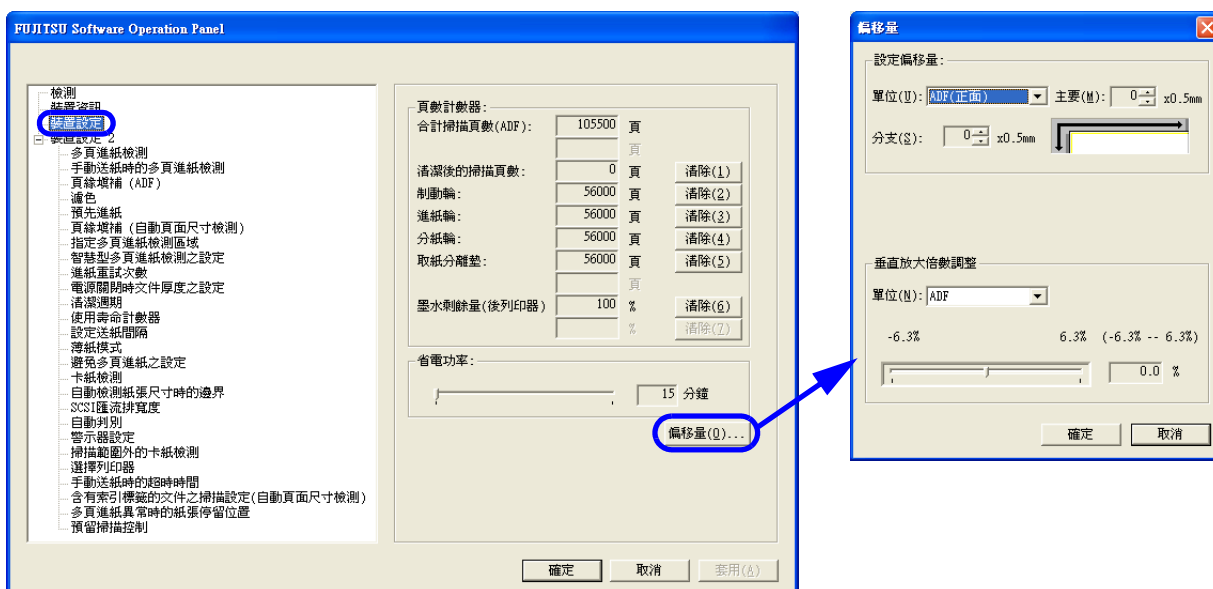 FUJITSU Software Operation Panel
檢測
裝置資訊
裝置設定
裝置設定 2
多頁進紙檢測
手動送紙時的多頁進紙檢測
頁緣填補 (ADF)
濾色
預先進紙
頁緣填補 (自動頁面尺寸檢測)
指定多頁進紙檢測區域
智慧型多頁進紙檢測之設定
進紙重試次數
電源關閉時文件厚度之設定
清潔週期
使用壽命計數器
設定送紙間隔
薄紙模式
避免多頁進紙之設定
卡紙檢測
自動檢測紙張尺寸時的邊界
SCSI匯流排寬度
自動判別
警示器設定
掃描範圍外的卡紙檢測
選擇列印器
手動送紙時的超時時間
含有索引標籤的文件之掃描設定(自動頁面尺寸檢測)
多頁進紙異常時的紙張停留位置
預留掃描控制
頁數計數器:
合計掃描頁數(ADF): 105500 頁
頁
清潔後的掃描頁數: 0 頁 清除(1)
制動輪: 56000 頁 清除(2)
進紙輪: 56000 頁 清除(3)
分紙輪: 56000 頁 清除(4)
取紙分離墊: 56000 頁 清除(5)
頁
墨水剩餘量(後列印器) 100 % 清除(6)
% 清除(7)
省電功率:
15 分鐘
偏移量(O)...
確定 取消 套用(A)
偏移量
設定偏移量:
單位(U): ADF(正面) 主要(M): 0 x0.5mm
分支(S): 0 x0.5mm
垂直放大倍數調整
單位(N): ADF
-6.3% 6.3% (-6.3% -- 6.3%)
0.0 %
確定 取消